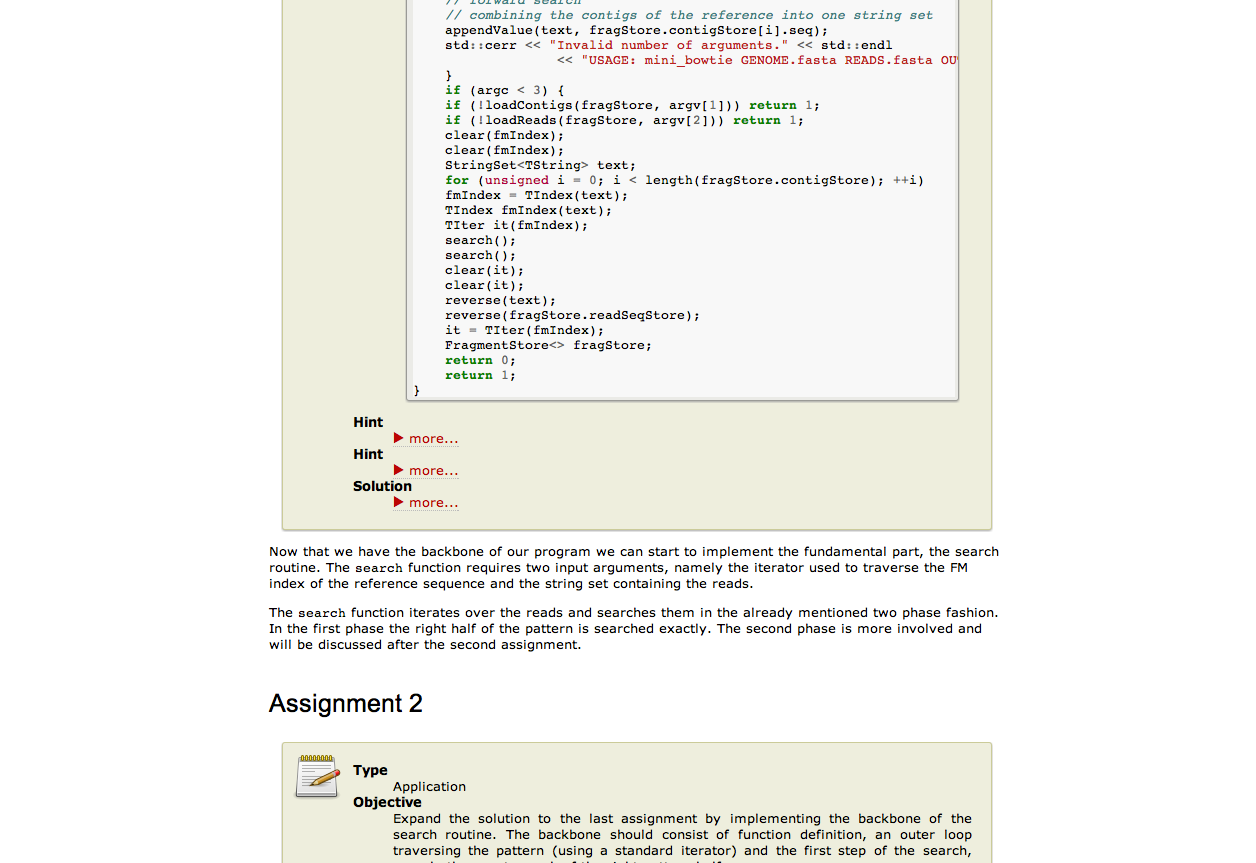 // forward search
// combining the contigs of the reference into one string set
appendValue(text, fragStore.contigStore[i].seq);
std::cerr << "Invalid number of arguments." << std::endl
<< "USAGE: mini_bowtie GENOME.fasta READS.fasta OU
}
if (argc < 3) {
if (!loadContigs(fragStore, argv[1])) return 1;
if (!loadReads(fragStore, argv[2])) return 1;
clear(fmIndex);
clear(fmIndex);
StringSet<TString> text;
for (unsigned i = 0; i < length(fragStore.contigStore); ++i)
fmIndex = TIndex(text);
TIndex fmIndex(text);
TIter it(fmIndex);
search();
search();
clear(it);
clear(it);
reverse(text);
reverse(fragStore.readSeqStore);
it = TIter(fmIndex);
FragmentStore<> fragStore;
return 0;
return 1;
}
Hint
more...
Hint
more...
Solution
more...
Now that we have the backbone of our program we can start to implement the fundamental part, the search
routine. The search function requires two input arguments, namely the iterator used to traverse the FM
index of the reference sequence and the string set containing the reads.
The search function iterates over the reads and searches them in the already mentioned two phase fashion.
In the first phase the right half of the pattern is searched exactly. The second phase is more involved and
will be discussed after the second assignment.
Assignment 2
Type
Application
Objective
Expand the solution to the last assignment by implementing the backbone of the
search routine. The backbone should consist of function definition, an outer loop
traversing the pattern (using a standard iterator) and the first step of the search,